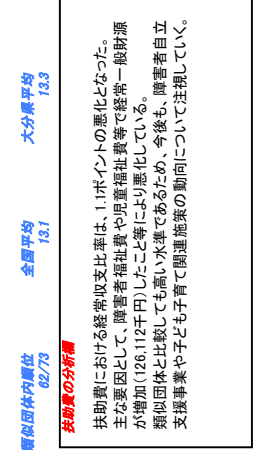 類似団体内順位 全国平均 大分県平均
62/73 13.1 13.3
扶助費の分析欄
扶助費における経常収支比率は、1.1ポイントの悪化となった。
主な要因として、障害者福祉費や児童福祉費等で経常一般財源
が増加(126,112千円)したこと等により悪化している。
類似団体と比較しても高い水準であるため、今後も、障害者自立
支援事業や子ども子育て関連施策の動向について注視していく。